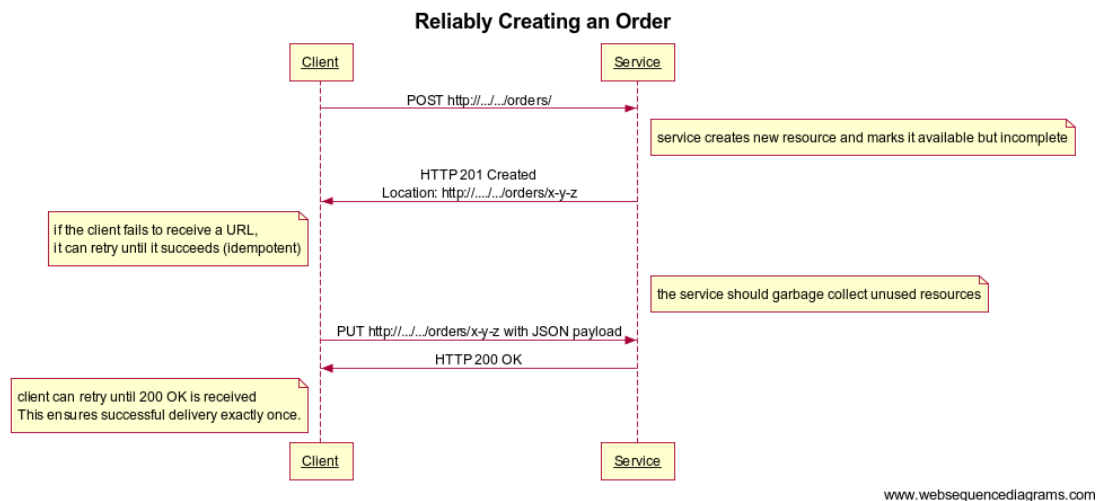 Reliably Creating an Order
Client
Service
POST http://.../.../orders/
service creates new resource and marks it available but incomplete
HTTP 201 Created
Location: http://..../.../orders/x-y-z
if the client fails to receive a URL,
it can retry until it succeeds (idempotent)
the service should garbage collect unused resources
PUT http://.../.../orders/x-y-z with JSON payload
HTTP 200 OK
client can retry until 200 OK is received
This ensures successful delivery exactly once.
Client
Service
www.websequencediagrams.com